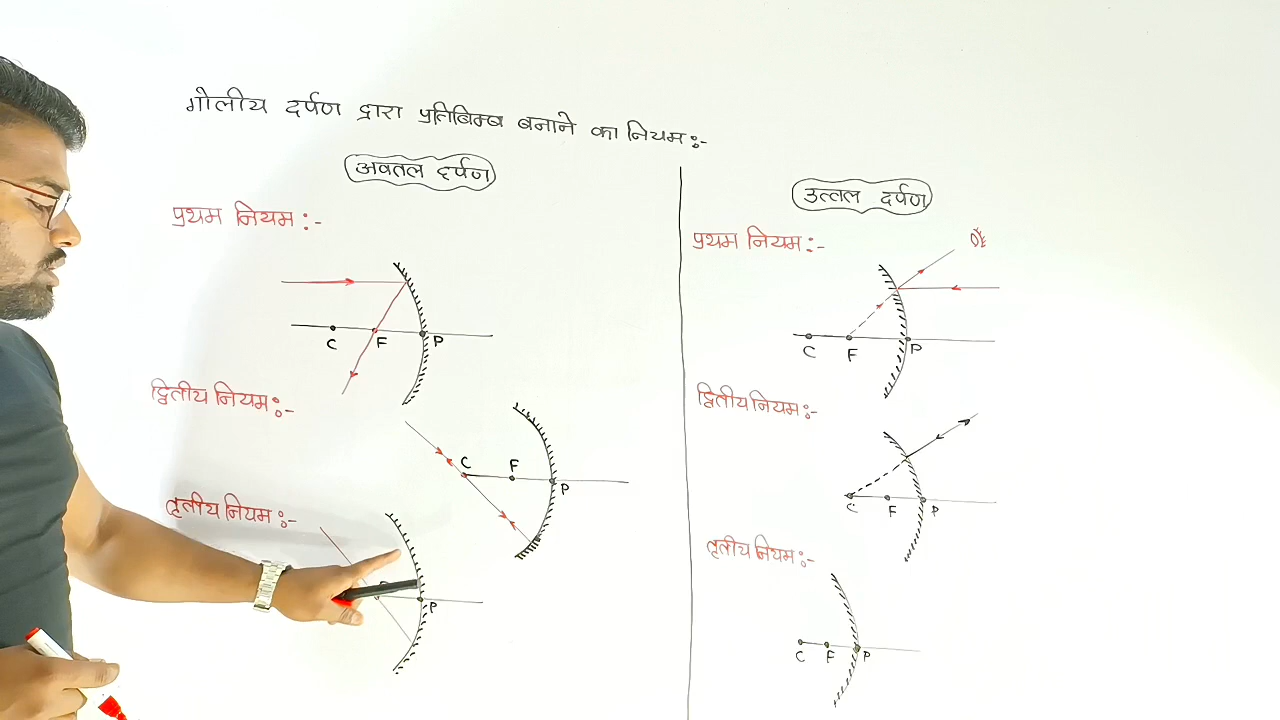 गोलीय दर्पण द्वारा प्रतिबिम्ब बनाने का नियम:-
अवतल दर्पण
प्रथम नियम:-
C F P
द्वितीय नियम:-
C F P
तृतीय नियम:-
P
उत्तल दर्पण
प्रथम नियम:-
C F P
द्वितीय नियम:-
C F P
तृतीय नियम:-
C F P